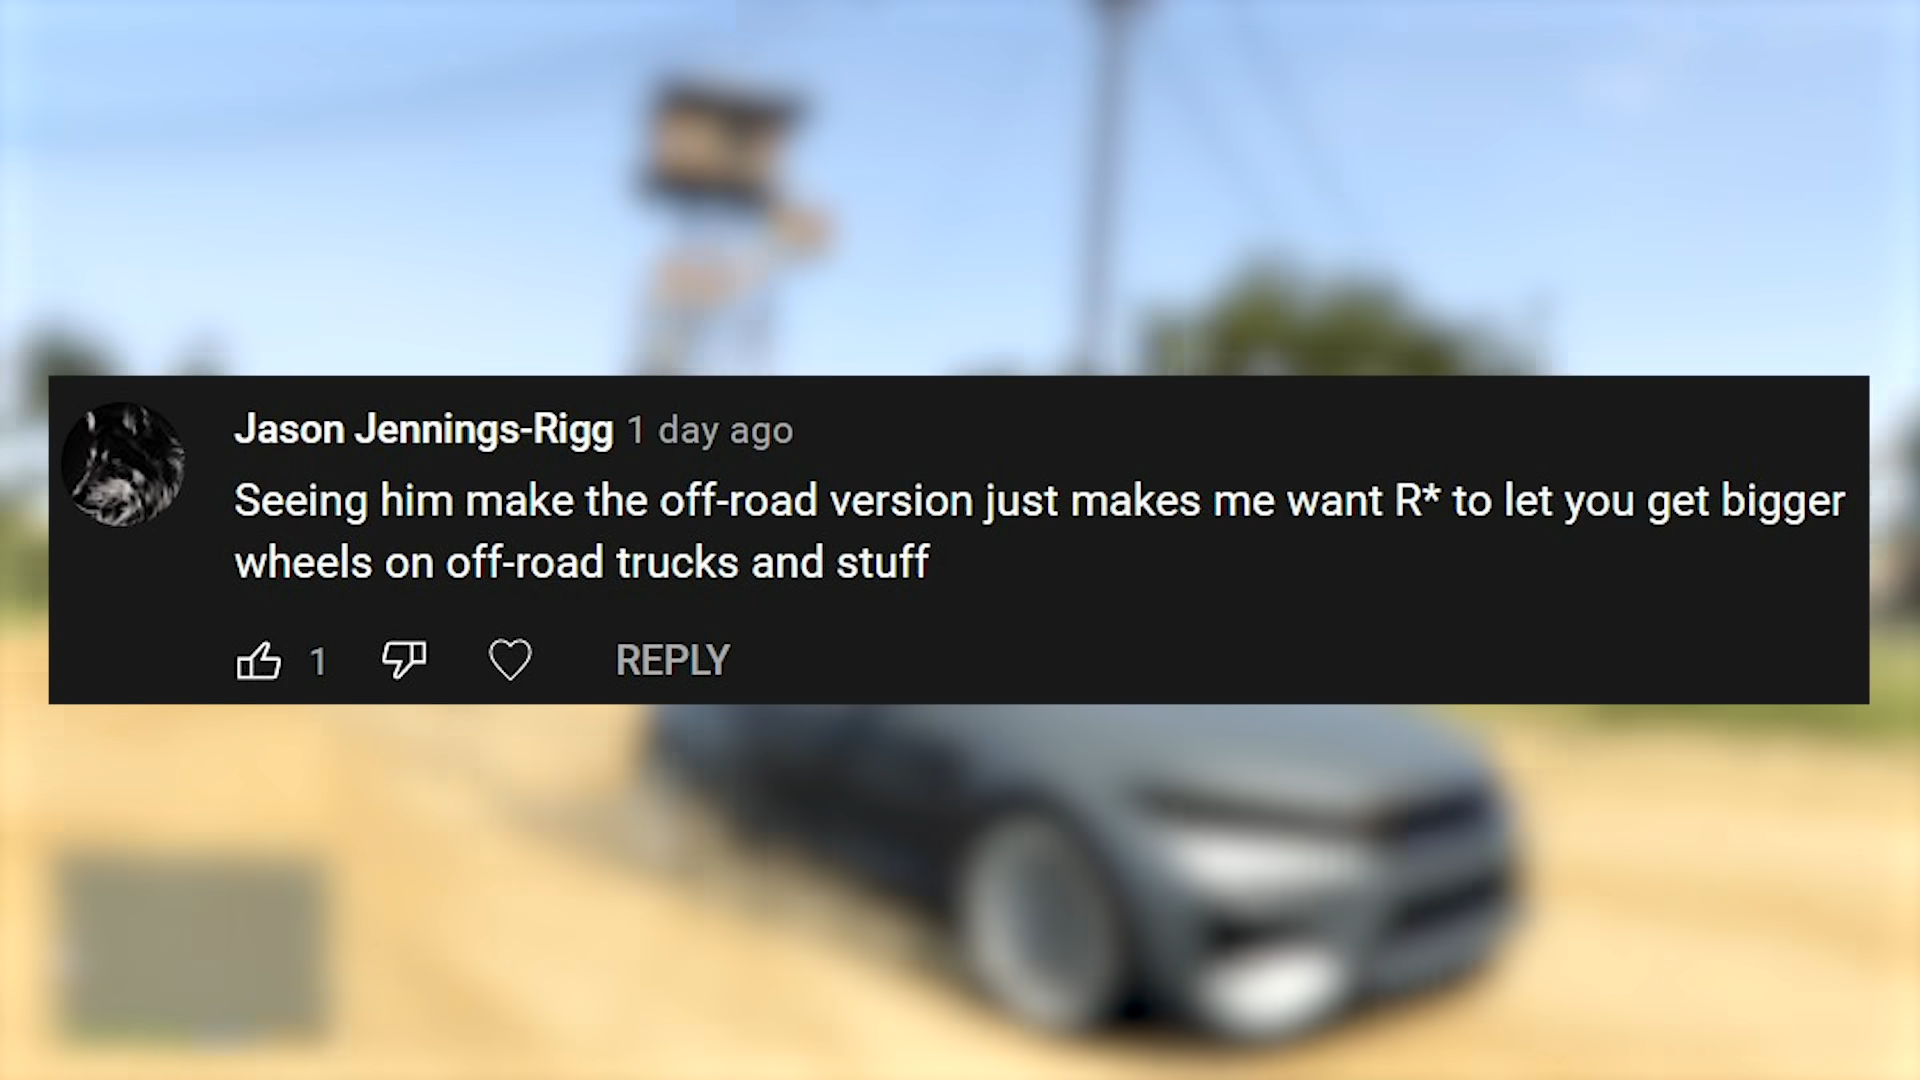 Jason Jennings-Rigg 1 day ago
Seeing him make the off-road version just makes me want R* to let you get bigger
wheels on off-road trucks and stuff
1 REPLY